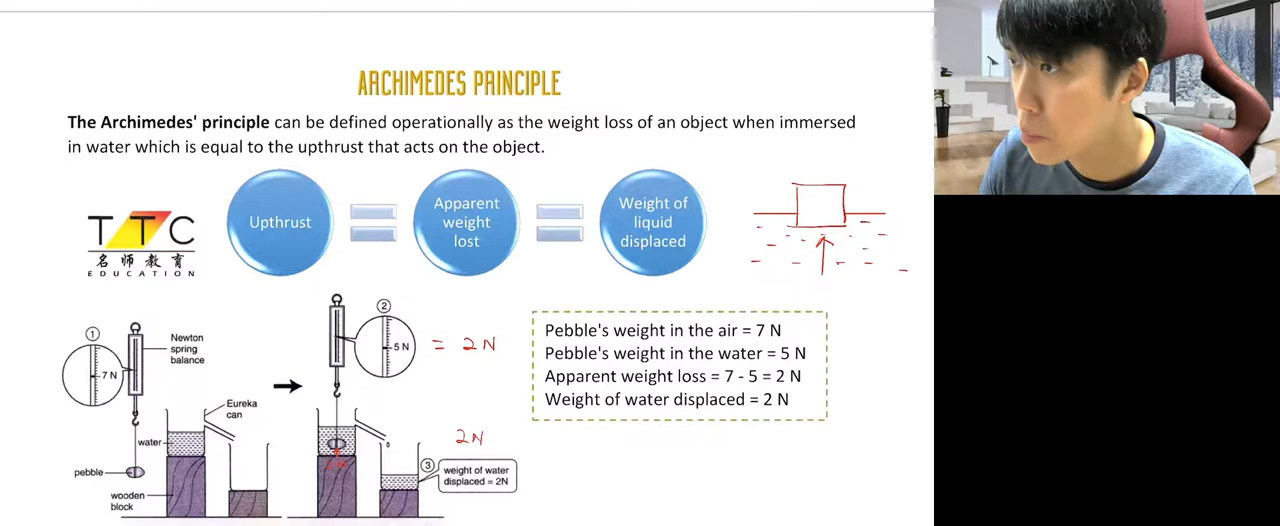 ARCHIMEDES PRINCIPLE
The Archimedes' principle can be defined operationally as the weight loss of an object when immersed
in water which is equal to the upthrust that acts on the object.
TTC
名师教育
EDUCATION
Upthrust
Apparent
weight
lost
Weight of
liquid
displaced
1
7 N
Newton
spring
balance
Eureka
can
water
pebble
wooden
block
2
5 N
= 2N
2N
3
weight of water
displaced = 2N
Pebble's weight in the air = 7 N
Pebble's weight in the water = 5 N
Apparent weight loss = 7 - 5 = 2 N
Weight of water displaced = 2 N